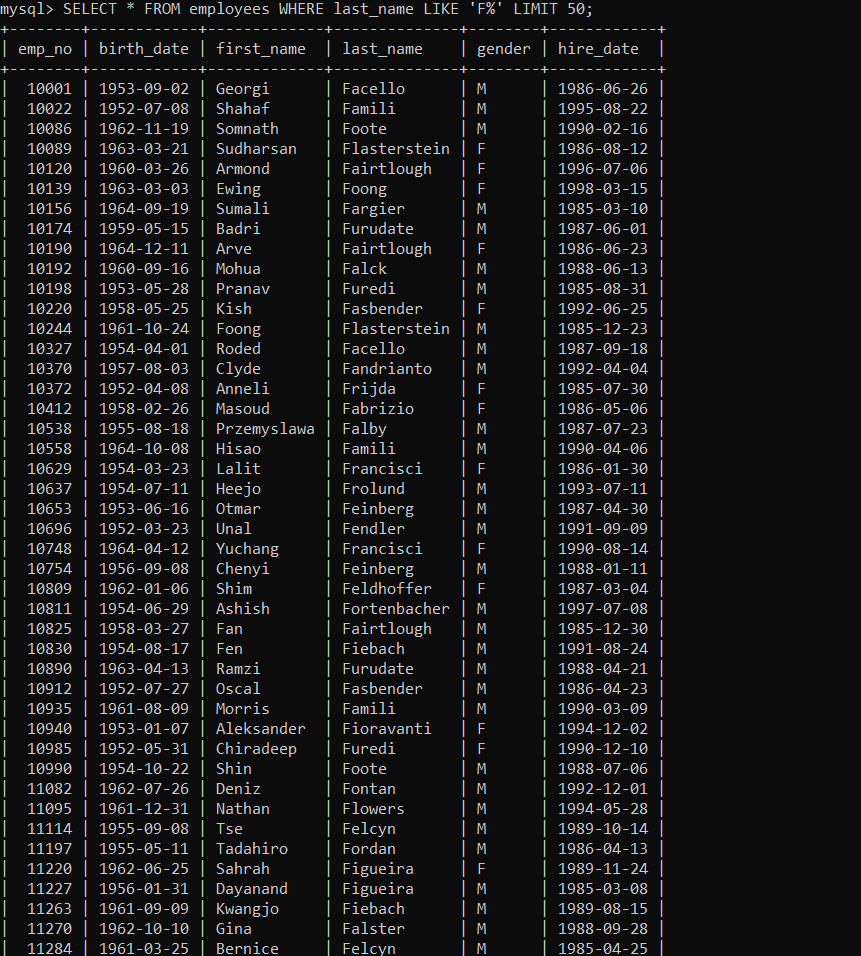 mysql> SELECT * FROM employees WHERE last_name LIKE 'F%' LIMIT 50;
+--------+------------+-------------+--------------+--------+------------+
| emp_no | birth_date | first_name  | last_name    | gender | hire_date  |
+--------+------------+-------------+--------------+--------+------------+
|  10001 | 1953-09-02 | Georgi      | Facello      | M      | 1986-06-26 |
|  10022 | 1952-07-08 | Shahaf      | Famili       | M      | 1995-08-22 |
|  10086 | 1962-11-19 | Somnath     | Foote        | M      | 1990-02-16 |
|  10089 | 1963-03-21 | Sudharsan   | Flasterstein | F      | 1986-08-12 |
|  10120 | 1960-03-26 | Armond      | Fairtlough   | F      | 1996-07-06 |
|  10139 | 1963-03-03 | Ewing       | Foong        | F      | 1998-03-15 |
|  10156 | 1964-09-19 | Sumali      | Fargier      | M      | 1985-03-10 |
|  10174 | 1959-05-15 | Badri       | Furudate     | M      | 1987-06-01 |
|  10190 | 1964-12-11 | Arve        | Fairtlough   | F      | 1986-06-23 |
|  10192 | 1960-09-16 | Mohua       | Falck        | M      | 1988-06-13 |
|  10198 | 1953-05-28 | Pranav      | Furedi       | M      | 1985-08-31 |
|  10220 | 1958-05-25 | Kish        | Fasbender    | F      | 1992-06-25 |
|  10244 | 1961-10-24 | Foong       | Flasterstein | M      | 1985-12-23 |
|  10327 | 1954-04-01 | Roded       | Facello      | M      | 1987-09-18 |
|  10370 | 1957-08-03 | Clyde       | Fandrianto   | M      | 1992-04-04 |
|  10372 | 1952-04-08 | Anneli      | Frijda       | F      | 1985-07-30 |
|  10412 | 1958-02-26 | Masoud      | Fabrizio     | F      | 1986-05-06 |
|  10538 | 1955-08-18 | Przemyslawa | Falby        | M      | 1987-07-23 |
|  10558 | 1964-10-08 | Hisao       | Famili       | M      | 1990-04-06 |
|  10629 | 1954-03-23 | Lalit       | Francisci    | F      | 1986-01-30 |
|  10637 | 1954-07-11 | Heejo       | Frolund      | M      | 1993-07-11 |
|  10653 | 1953-06-16 | Otmar       | Feinberg     | M      | 1987-04-30 |
|  10696 | 1952-03-23 | Unal        | Fendler      | M      | 1991-09-09 |
|  10748 | 1964-04-12 | Yuchang     | Francisci    | F      | 1990-08-14 |
|  10754 | 1956-09-08 | Chenyi      | Feinberg     | M      | 1988-01-11 |
|  10809 | 1962-01-06 | Shim        | Feldhoffer   | F      | 1987-03-04 |
|  10811 | 1954-06-29 | Ashish      | Fortenbacher | M      | 1997-07-08 |
|  10825 | 1958-03-27 | Fan         | Fairtlough   | M      | 1985-12-30 |
|  10830 | 1954-08-17 | Fen         | Fiebach      | M      | 1991-08-24 |
|  10890 | 1963-04-13 | Ramzi       | Furudate     | M      | 1988-04-21 |
|  10912 | 1952-07-27 | Oscal       | Fasbender    | M      | 1986-04-23 |
|  10935 | 1961-08-09 | Morris      | Famili       | M      | 1990-03-09 |
|  10940 | 1953-01-07 | Aleksander  | Fioravanti   | F      | 1994-12-02 |
|  10985 | 1952-05-31 | Chiradeep   | Furedi       | F      | 1990-12-10 |
|  10990 | 1954-10-22 | Shin        | Foote        | M      | 1988-07-06 |
|  11082 | 1962-07-26 | Deniz       | Fontan       | M      | 1992-12-01 |
|  11095 | 1961-12-31 | Nathan      | Flowers      | M      | 1994-05-28 |
|  11114 | 1955-09-08 | Tse         | Felcyn       | M      | 1989-10-14 |
|  11197 | 1955-05-11 | Tadahiro    | Fordan       | M      | 1986-04-13 |
|  11220 | 1962-06-25 | Sahrah      | Figueira     | F      | 1989-11-24 |
|  11227 | 1956-01-31 | Dayanand    | Figueira     | M      | 1985-03-08 |
|  11263 | 1961-09-09 | Kwangjo     | Fiebach      | M      | 1989-08-15 |
|  11270 | 1962-10-10 | Gina        | Falster      | M      | 1988-09-28 |
|  11284 | 1961-03-25 | Bernice     | Felcyn       | M      | 1985-04-25 |